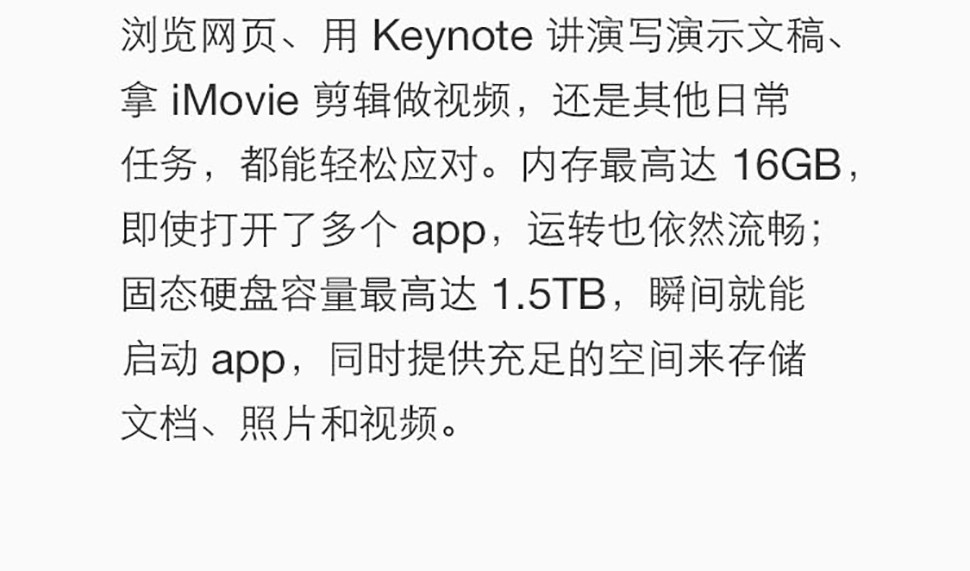 浏览网页、用 Keynote 讲演写演示文稿、
拿 iMovie 剪辑做视频，还是其他日常
任务，都能轻松应对。内存最高达 16GB，
即使打开了多个 app，运转也依然流畅；
固态硬盘容量最高达 1.5TB，瞬间就能
启动 app，同时提供充足的空间来存储
文档、照片和视频。